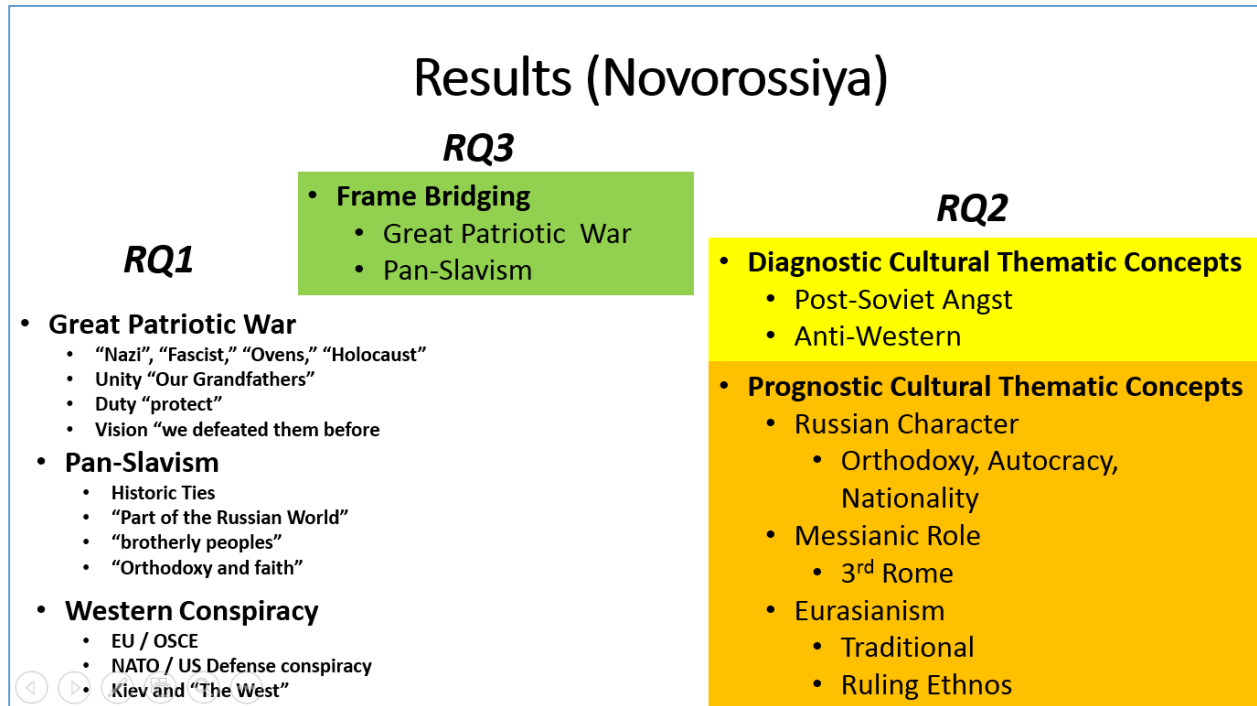 Results (Novorossiya)
RQ3
• Frame Bridging
• Great Patriotic War
• Pan-Slavism
RQ1
• Great Patriotic War
• “Nazi”, “Fascist,” “Ovens,” “Holocaust”
• Unity “Our Grandfathers”
• Duty “protect”
• Vision “we defeated them before
• Pan-Slavism
• Historic Ties
• “Part of the Russian World”
• “brotherly peoples”
• “Orthodoxy and faith”
• Western Conspiracy
• EU / OSCE
• NATO / US Defense conspiracy
• Kiev and “The West”
RQ2
• Diagnostic Cultural Thematic Concepts
• Post-Soviet Angst
• Anti-Western
• Prognostic Cultural Thematic Concepts
• Russian Character
• Orthodoxy, Autocracy,
Nationality
• Messianic Role
• 3rd Rome
• Eurasianism
• Traditional
• Ruling Ethnos